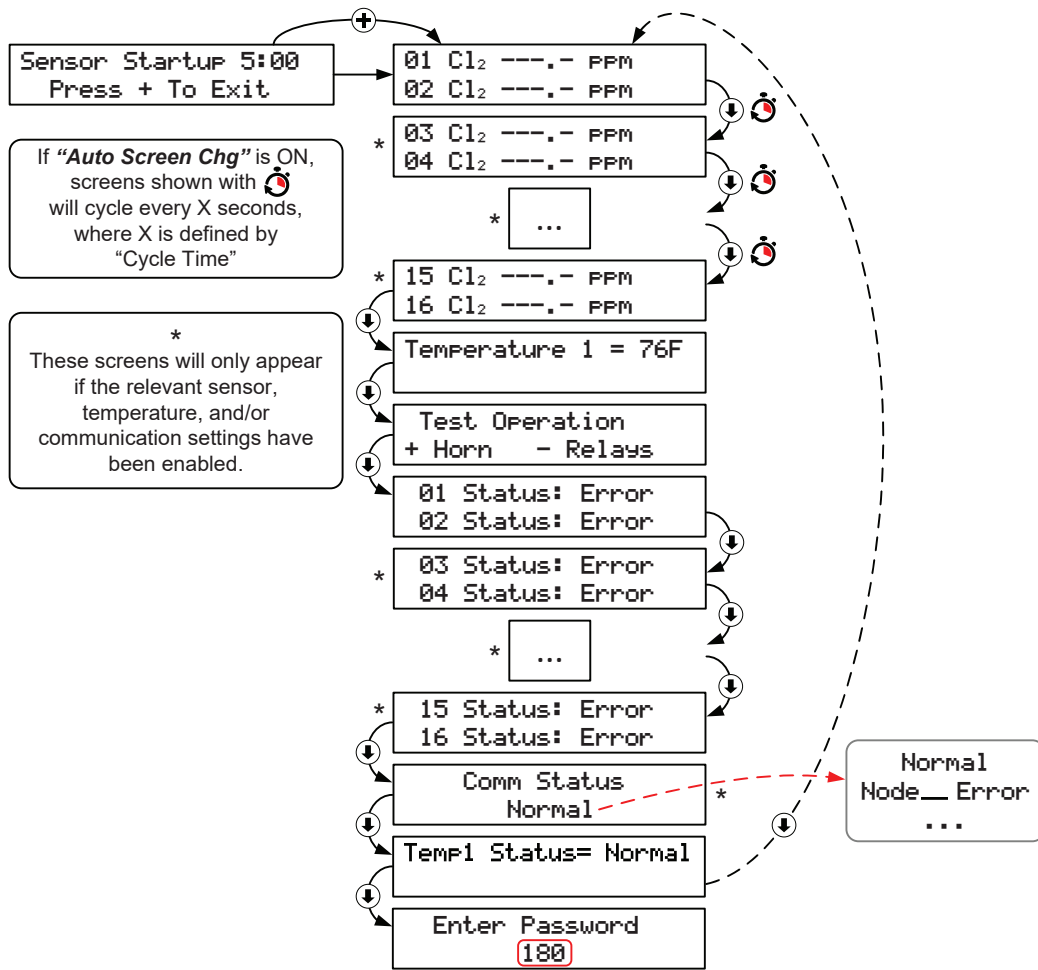 Sensor Startup 5:00
Press + To Exit
If “Auto Screen Chg” is ON,
screens shown with
will cycle every X seconds,
where X is defined by
“Cycle Time”
*
These screens will only appear
if the relevant sensor,
temperature, and/or
communication settings have
been enabled.
01 Cl₂ ---.- ppm
02 Cl₂ ---.- ppm
*
03 Cl₂ ---.- ppm
04 Cl₂ ---.- ppm
*
...
*
15 Cl₂ ---.- ppm
16 Cl₂ ---.- ppm
Temperature 1 = 76F
Test Operation
+ Horn - Relays
01 Status: Error
02 Status: Error
*
03 Status: Error
04 Status: Error
*
...
*
15 Status: Error
16 Status: Error
Comm Status
Normal
*
Normal
Node__ Error
...
Temp1 Status= Normal
Enter Password
180